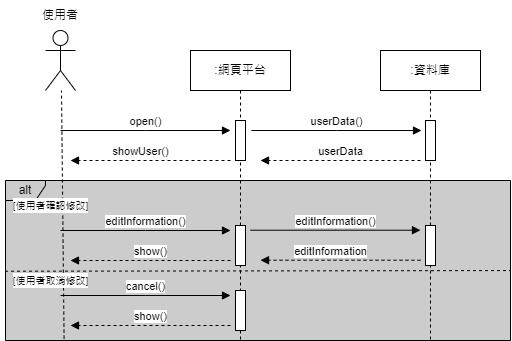 使用者
:網頁平台
:資料庫
open()
userData()
showUser()
userData
alt
[使用者確認修改]
editInformation()
editInformation()
show()
editInformation
[使用者取消修改]
cancel()
show()